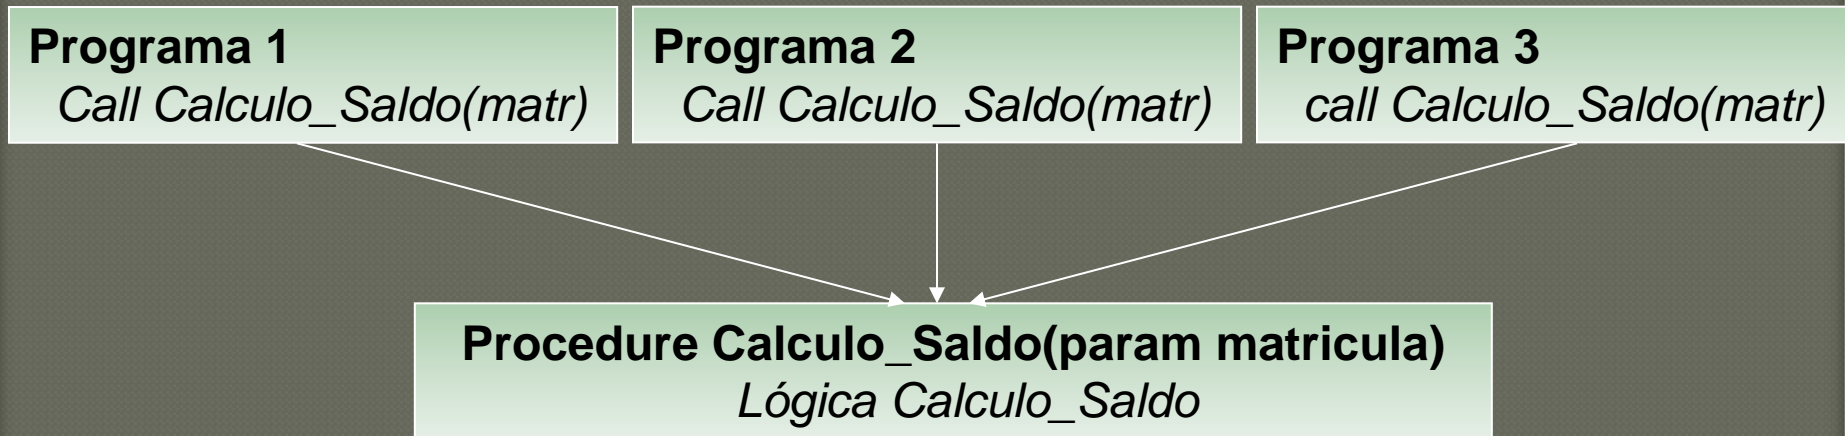 Programa 1
Call Calculo_Saldo(matr)
Programa 2
Call Calculo_Saldo(matr)
Programa 3
call Calculo_Saldo(matr)
Procedure Calculo_Saldo(param matricula)
Lógica Calculo_Saldo